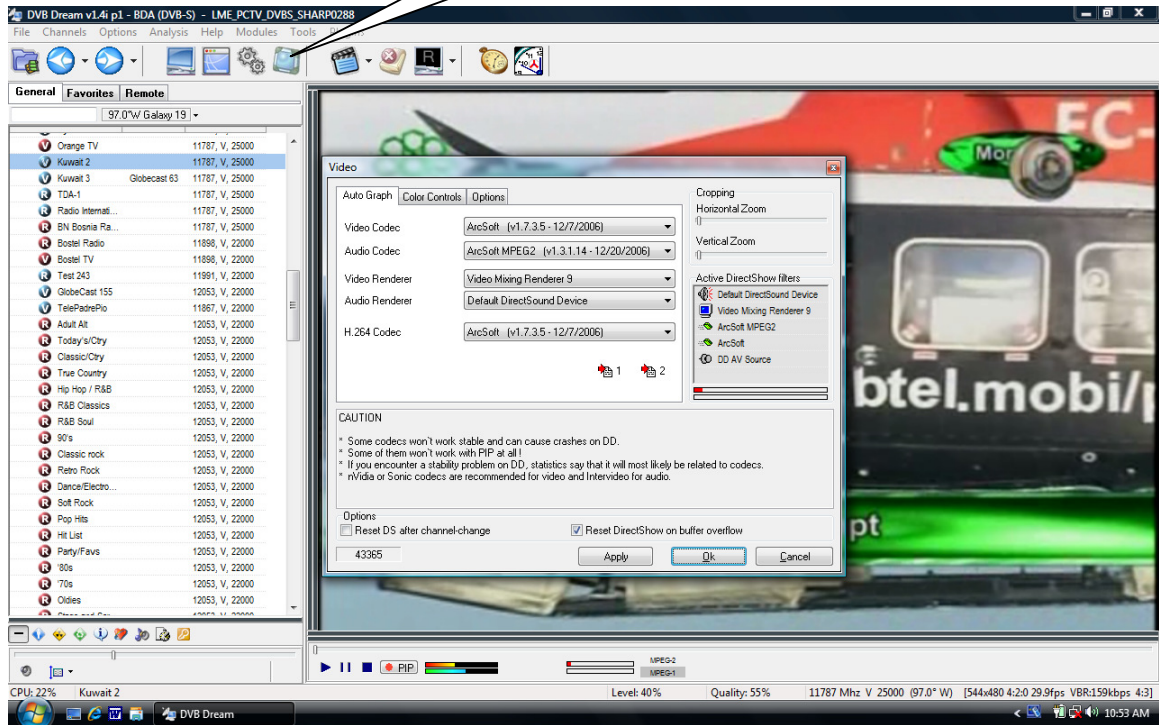 DVB Dream v1.4i p1 - BDA (DVB-S) - LME_PCTV_DVBS_SHARP0288
File Channels Options Analysis Help Modules Tools
General Favorites Remote
97.0°W Galaxy 19
Orange TV 11787, V, 25000
Kuwait 2 11787, V, 25000
Kuwait 3 Globecast 63 11787, V, 25000
TDA-1 11787, V, 25000
Radio Internati... 11787, V, 25000
BN Bosnia Ra... 11787, V, 25000
Bostel Radio 11898, V, 22000
Bostel TV 11898, V, 22000
Test 243 11991, V, 22000
GlobeCast 155 12053, V, 22000
TelePadrePio 11867, V, 22000
Adult Alt 12053, V, 22000
Today's/Ctry 12053, V, 22000
Classic/Ctry 12053, V, 22000
True Country 12053, V, 22000
Hip Hop / R&B 12053, V, 22000
R&B Classics 12053, V, 22000
R&B Soul 12053, V, 22000
90's 12053, V, 22000
Classic rock 12053, V, 22000
Retro Rock 12053, V, 22000
Dance/Electro... 12053, V, 22000
Soft Rock 12053, V, 22000
Pop Hits 12053, V, 22000
Hit List 12053, V, 22000
Party/Favs 12053, V, 22000
'80s 12053, V, 22000
'70s 12053, V, 22000
Oldies 12053, V, 22000
EC-
Mor
btel.mobi/
pt
Video
Auto Graph Color Controls Options
Video Codec ArcSoft (v1.7.3.5 - 12/7/2006)
Audio Codec ArcSoft MPEG2 (v1.3.1.14 - 12/20/2006)
Video Renderer Video Mixing Renderer 9
Audio Renderer Default DirectSound Device
H.264 Codec ArcSoft (v1.7.3.5 - 12/7/2006)
1 2
Cropping
Horizontal Zoom
Vertical Zoom
Active DirectShow filters
Default DirectSound Device
Video Mixing Renderer 9
ArcSoft MPEG2
ArcSoft
DD AV Source
CAUTION
* Some codecs won't work stable and can cause crashes on DD.
* Some of them won't work with PIP at all !
* If you encounter a stability problem on DD, statistics say that it will most likely be related to codecs.
* nVidia or Sonic codecs are recommended for video and Intervideo for audio.
Options
Reset DS after channel-change Reset DirectShow on buffer overflow
43365 Apply Ok Cancel
PIP
MPEG-2
MPEG-1
CPU: 22% Kuwait 2 Level: 40% Quality: 55% 11787 Mhz V 25000 (97.0° W) [544x480 4:2:0 29.9fps VBR:159kbps 4:3]
DVB Dream 10:53 AM